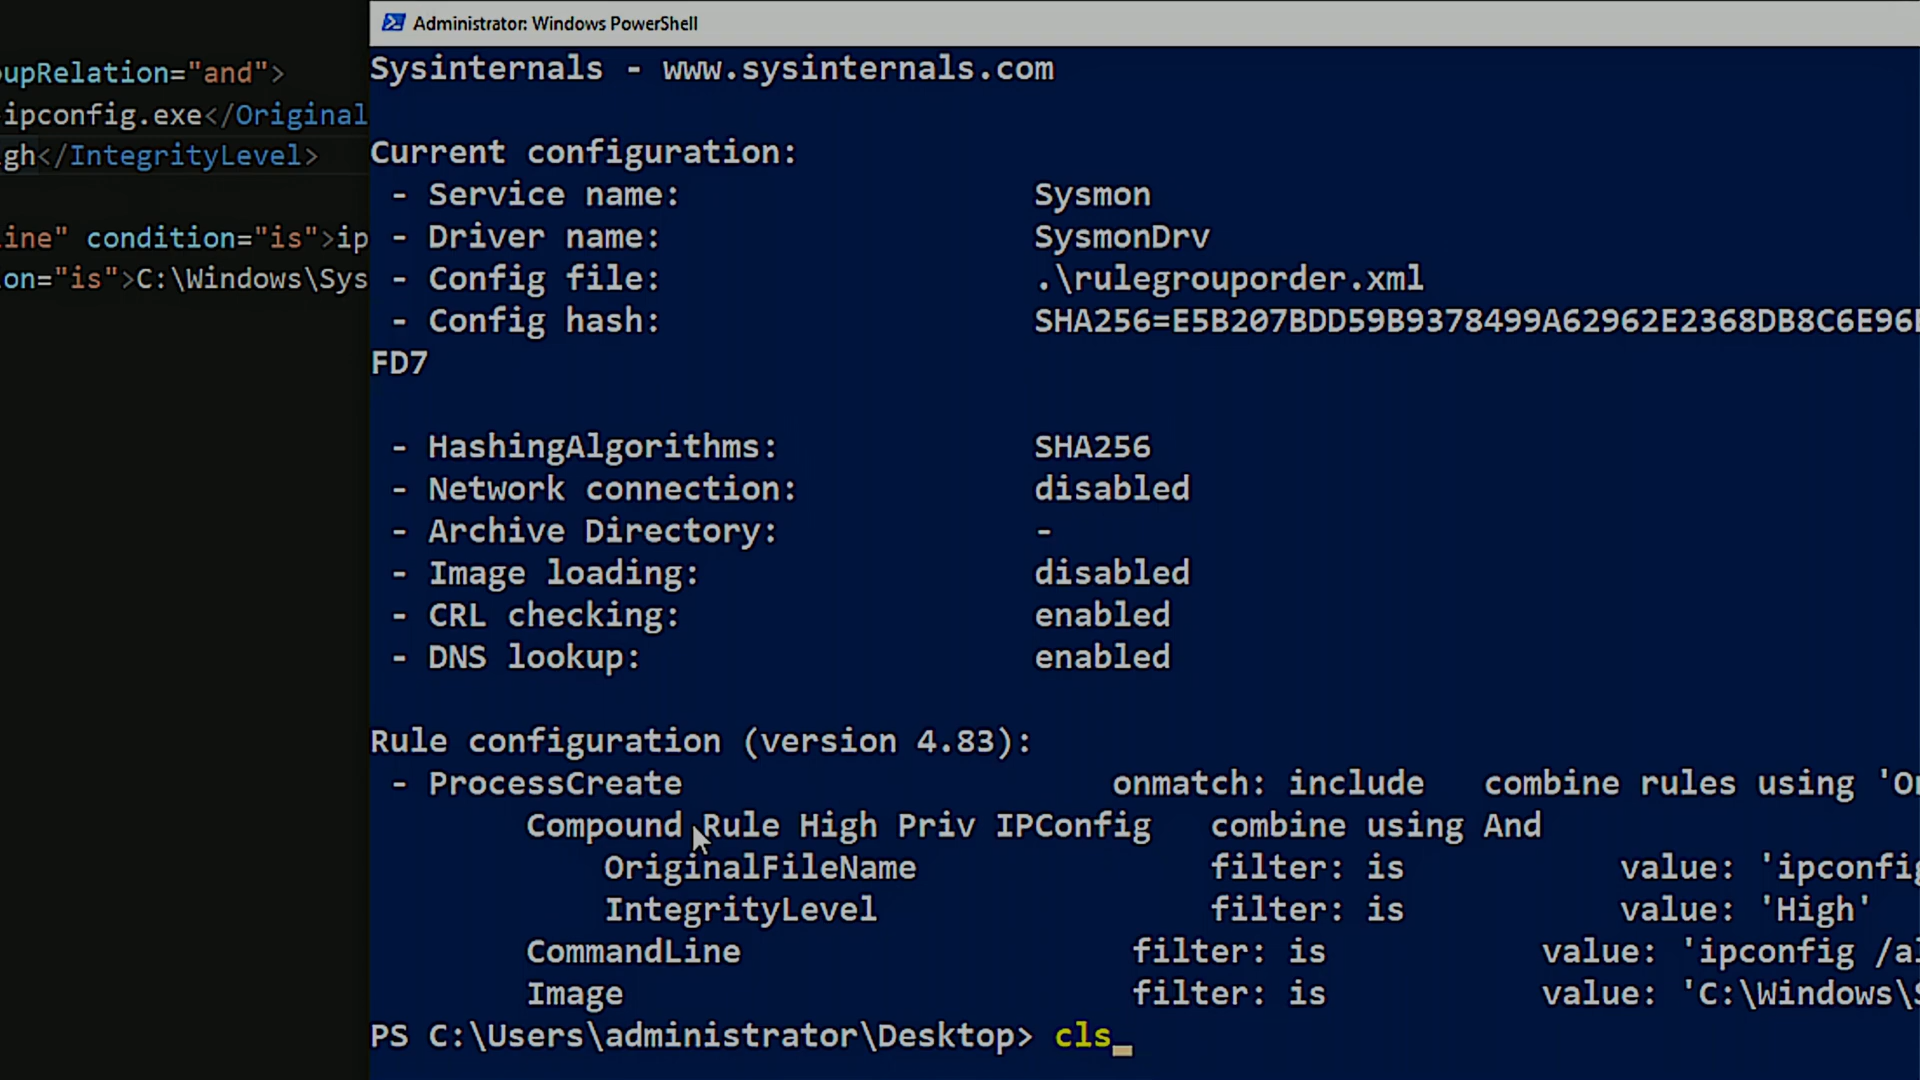 Administrator: Windows PowerShell
oupRelation="and">
ipconfig.exe</Original
gh</IntegrityLevel>
ine" condition="is">ip
on="is">C:\Windows\Sys
Sysinternals - www.sysinternals.com
Current configuration:
- Service name: Sysmon
- Driver name: SysmonDrv
- Config file: .\rulegrouporder.xml
- Config hash: SHA256=E5B207BDD59B9378499A62962E2368DB8C6E96
FD7
- HashingAlgorithms: SHA256
- Network connection: disabled
- Archive Directory: -
- Image loading: disabled
- CRL checking: enabled
- DNS lookup: enabled
Rule configuration (version 4.83):
- ProcessCreate onmatch: include combine rules using 'Or
Compound Rule High Priv IPConfig combine using And
OriginalFileName filter: is value: 'ipconfig
IntegrityLevel filter: is value: 'High'
CommandLine filter: is value: 'ipconfig /al
Image filter: is value: 'C:\Windows\S
PS C:\Users\administrator\Desktop> cls_